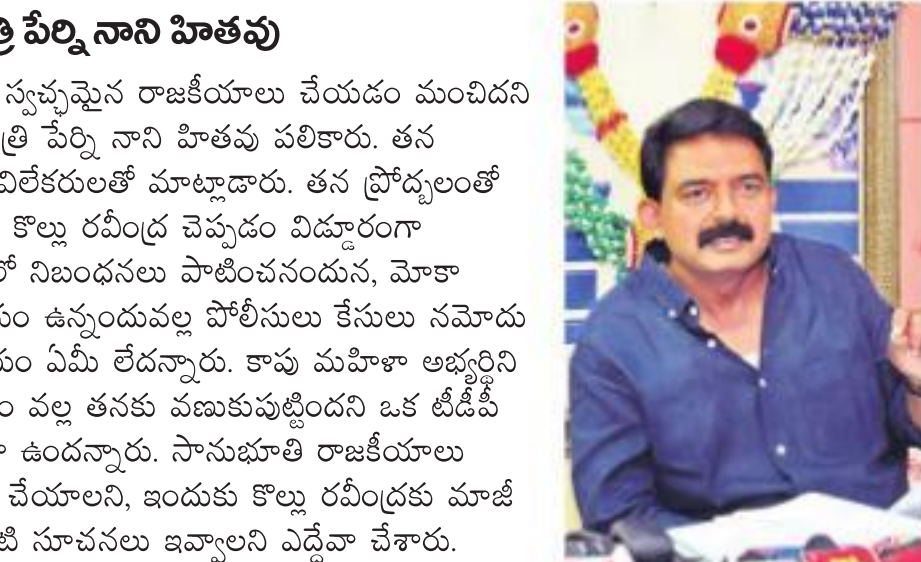 త్రి పేర్ని నాని హితవు
స్వచ్ఛమైన రాజకీయాలు చేయడం మంచిదని
త్రి పేర్ని నాని హితవు పలికారు. తన
విలేకరులతో మాట్లాడారు. తన ప్రోద్బలంతో
కొల్లు రవీంద్ర చెప్పడం విడ్డూరంగా
లో నిబంధనలు పాటించనందున, మోకా
యం ఉన్నందువల్ల పోలీసులు కేసులు నమోదు
యం ఏమీ లేదన్నారు. కాపు మహిళా అభ్యర్థిని
వల్ల తనకు వణుకుపుట్టిందని ఒక టీడీపీ
ఉందన్నారు. సానుభూతి రాజకీయాలు
చేయాలని, ఇందుకు కొల్లు రవీంద్రకు మాజీ
టి సూచనలు ఇవ్వాలని ఎద్దేవా చేశారు.